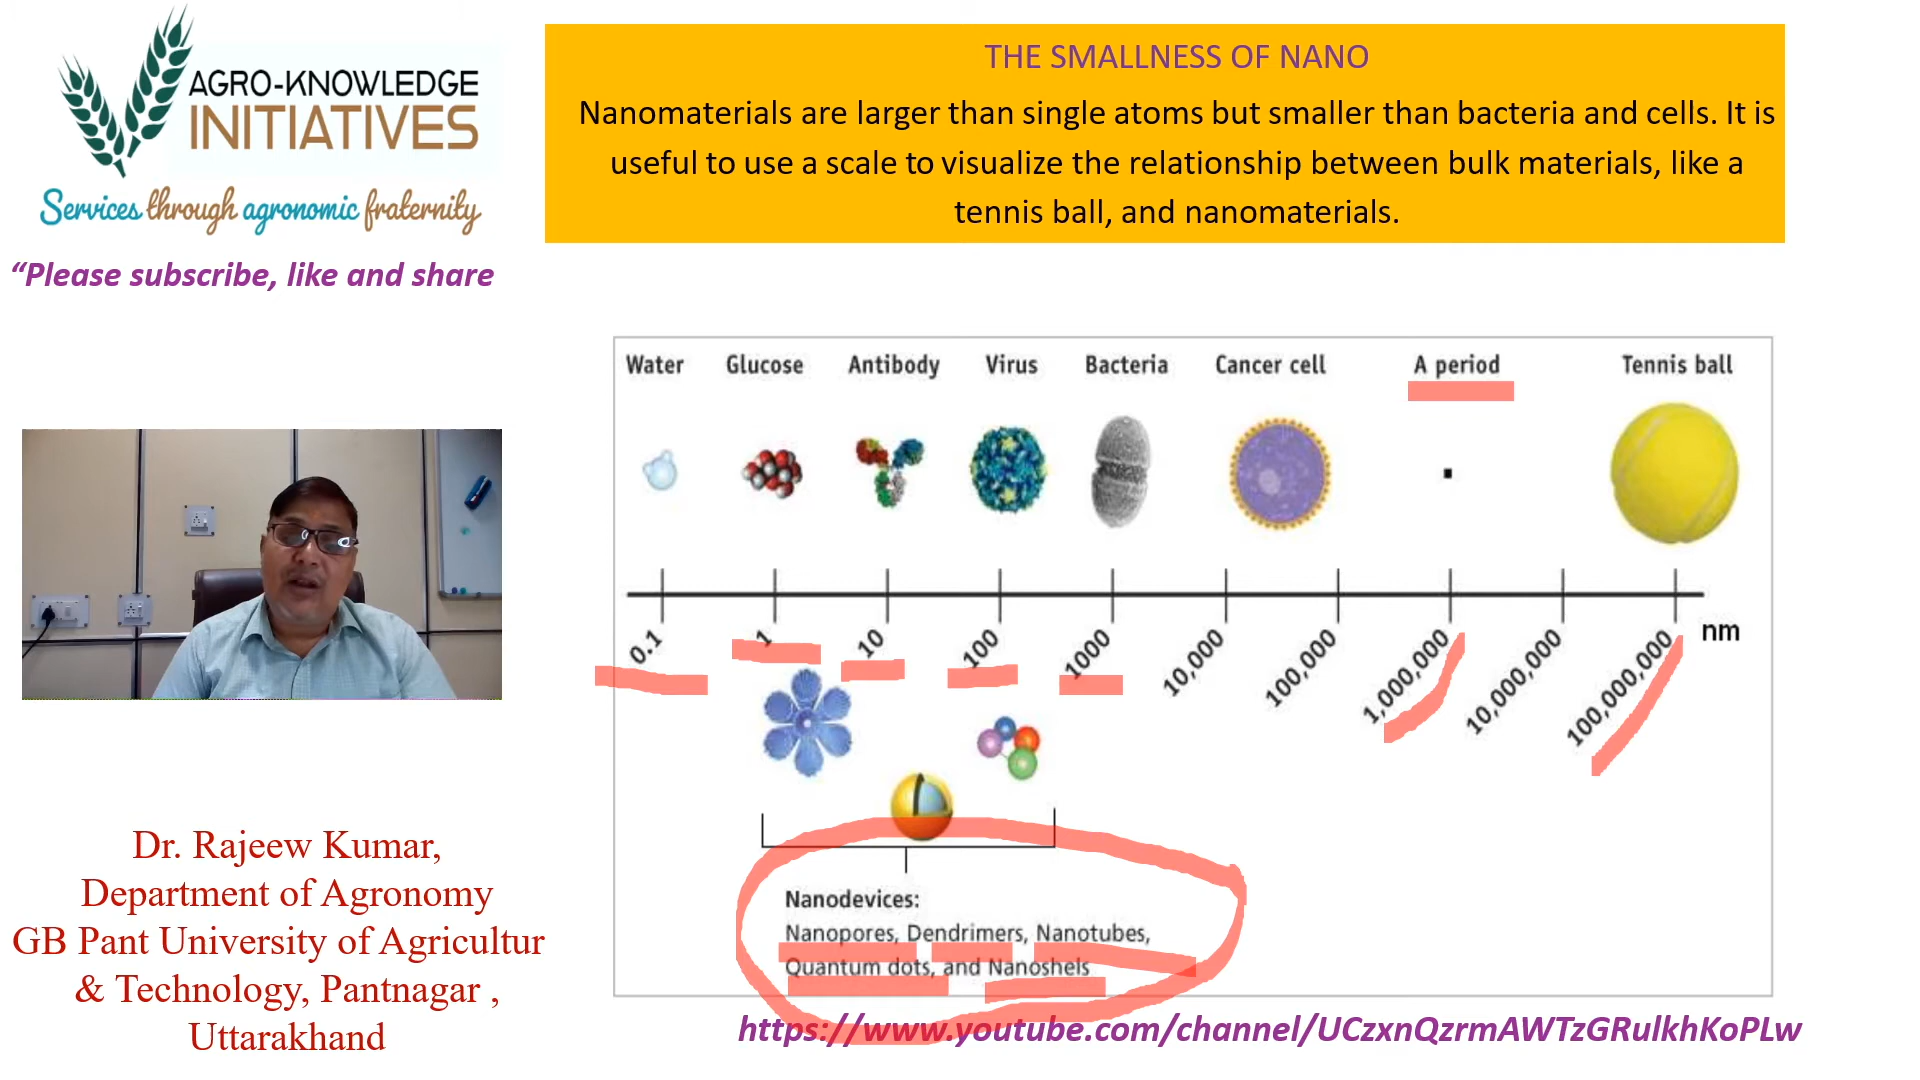 AGRO-KNOWLEDGE
INITIATIVES
Services through agronomic fraternity
“Please subscribe, like and share
THE SMALLNESS OF NANO
Nanomaterials are larger than single atoms but smaller than bacteria and cells. It is
useful to use a scale to visualize the relationship between bulk materials, like a
tennis ball, and nanomaterials.
Water Glucose Antibody Virus Bacteria Cancer cell A period Tennis ball
0.1 1 10 100 1000 10,000 100,000 1,000,000 10,000,000 100,000,000 nm
Nanodevices:
Nanopores, Dendrimers, Nanotubes,
Quantum dots, and Nanoshels
Dr. Rajeew Kumar,
Department of Agronomy
GB Pant University of Agricultur
& Technology, Pantnagar ,
Uttarakhand
https://www.youtube.com/channel/UCzxnQzrmAWTzGRulkhKoPLw